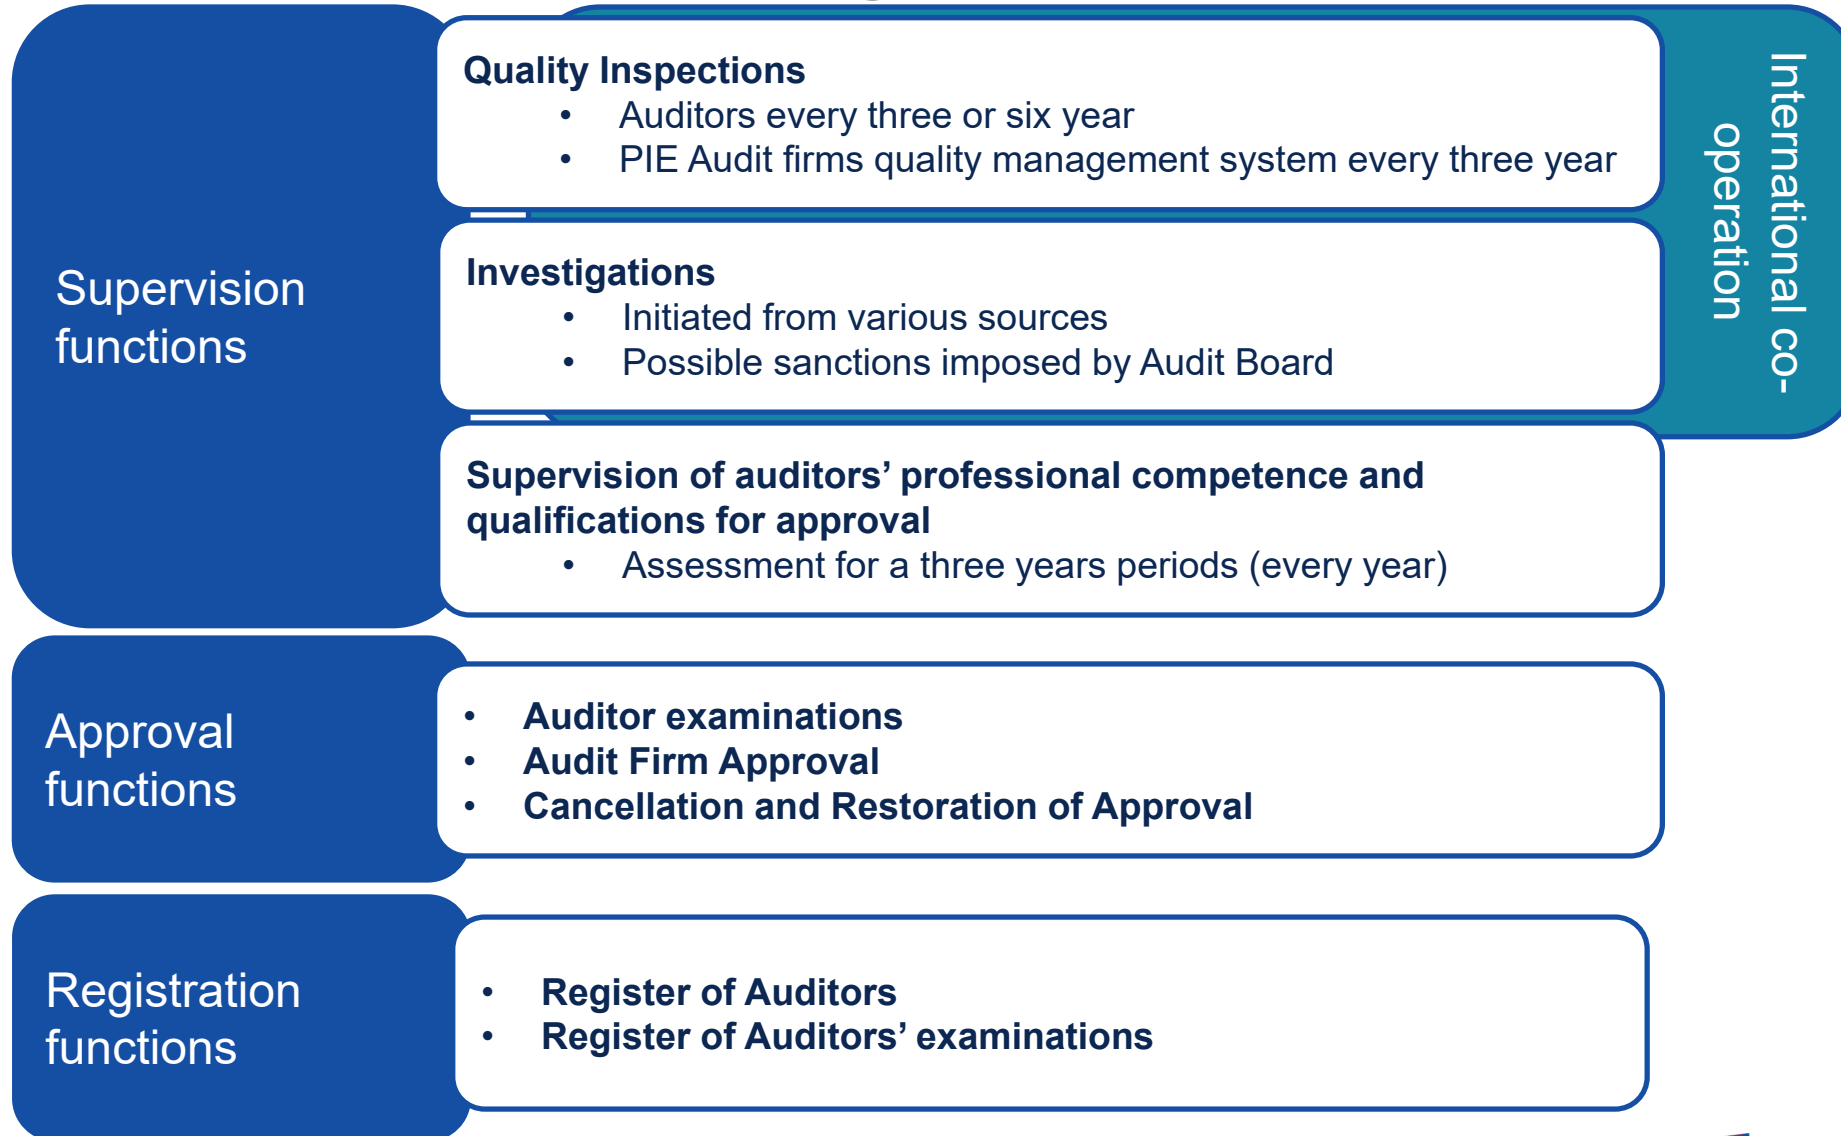 Supervision
functions
Quality Inspections
• Auditors every three or six year
• PIE Audit firms quality management system every three year
Investigations
• Initiated from various sources
• Possible sanctions imposed by Audit Board
Supervision of auditors’ professional competence and
qualifications for approval
• Assessment for a three years periods (every year)
International co-
operation
Approval
functions
• Auditor examinations
• Audit Firm Approval
• Cancellation and Restoration of Approval
Registration
functions
• Register of Auditors
• Register of Auditors’ examinations